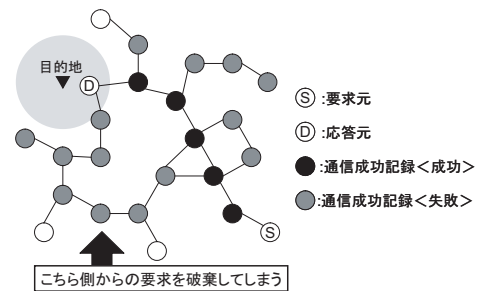 目的地
D
S :要求元
D :応答元
:通信成功記録<成功>
:通信成功記録<失敗>
S
こちら側からの要求を破棄してしまう